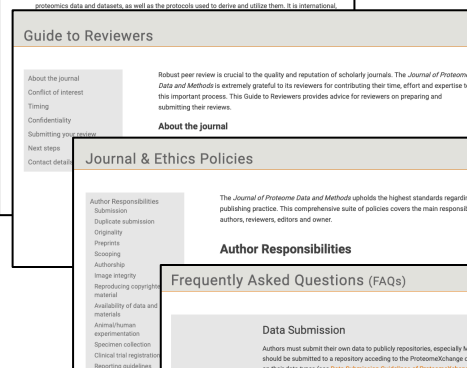 proteomics data and datasets, as well as the protocols used to derive and utilize them. It is international,
Guide to Reviewers
About the journal
Conflict of interest
Timing
Confidentiality
Submitting your review
Next steps
Contact details
Robust peer review is crucial to the quality and reputation of scholarly journals. The Journal of Proteome
Data and Methods is extremely grateful to its reviewers for contributing their time, effort and expertise to
this important process. This Guide to Reviewers provides advice for reviewers on preparing and
submitting their reviews.
About the journal
Journal & Ethics Policies
Author Responsibilities
Submission
Duplicate submission
Originality
Preprints
Scooping
Authorship
Image integrity
Reproducing copyrighte
material
Availability of data and
materials
Animal/human
experimentation
Specimen collection
Clinical trial registration
Reporting guidelines
The Journal of Proteome Data and Methods upholds the highest standards regardin
publishing practice. This comprehensive suite of policies covers the main responsib
authors, reviewers, editors and owner.
Author Responsibilities
Frequently Asked Questions (FAQs)
Data Submission
Authors must submit their own data to publicly repositories, especially M
should be submitted to a repository acceding to the ProteomeXchange c